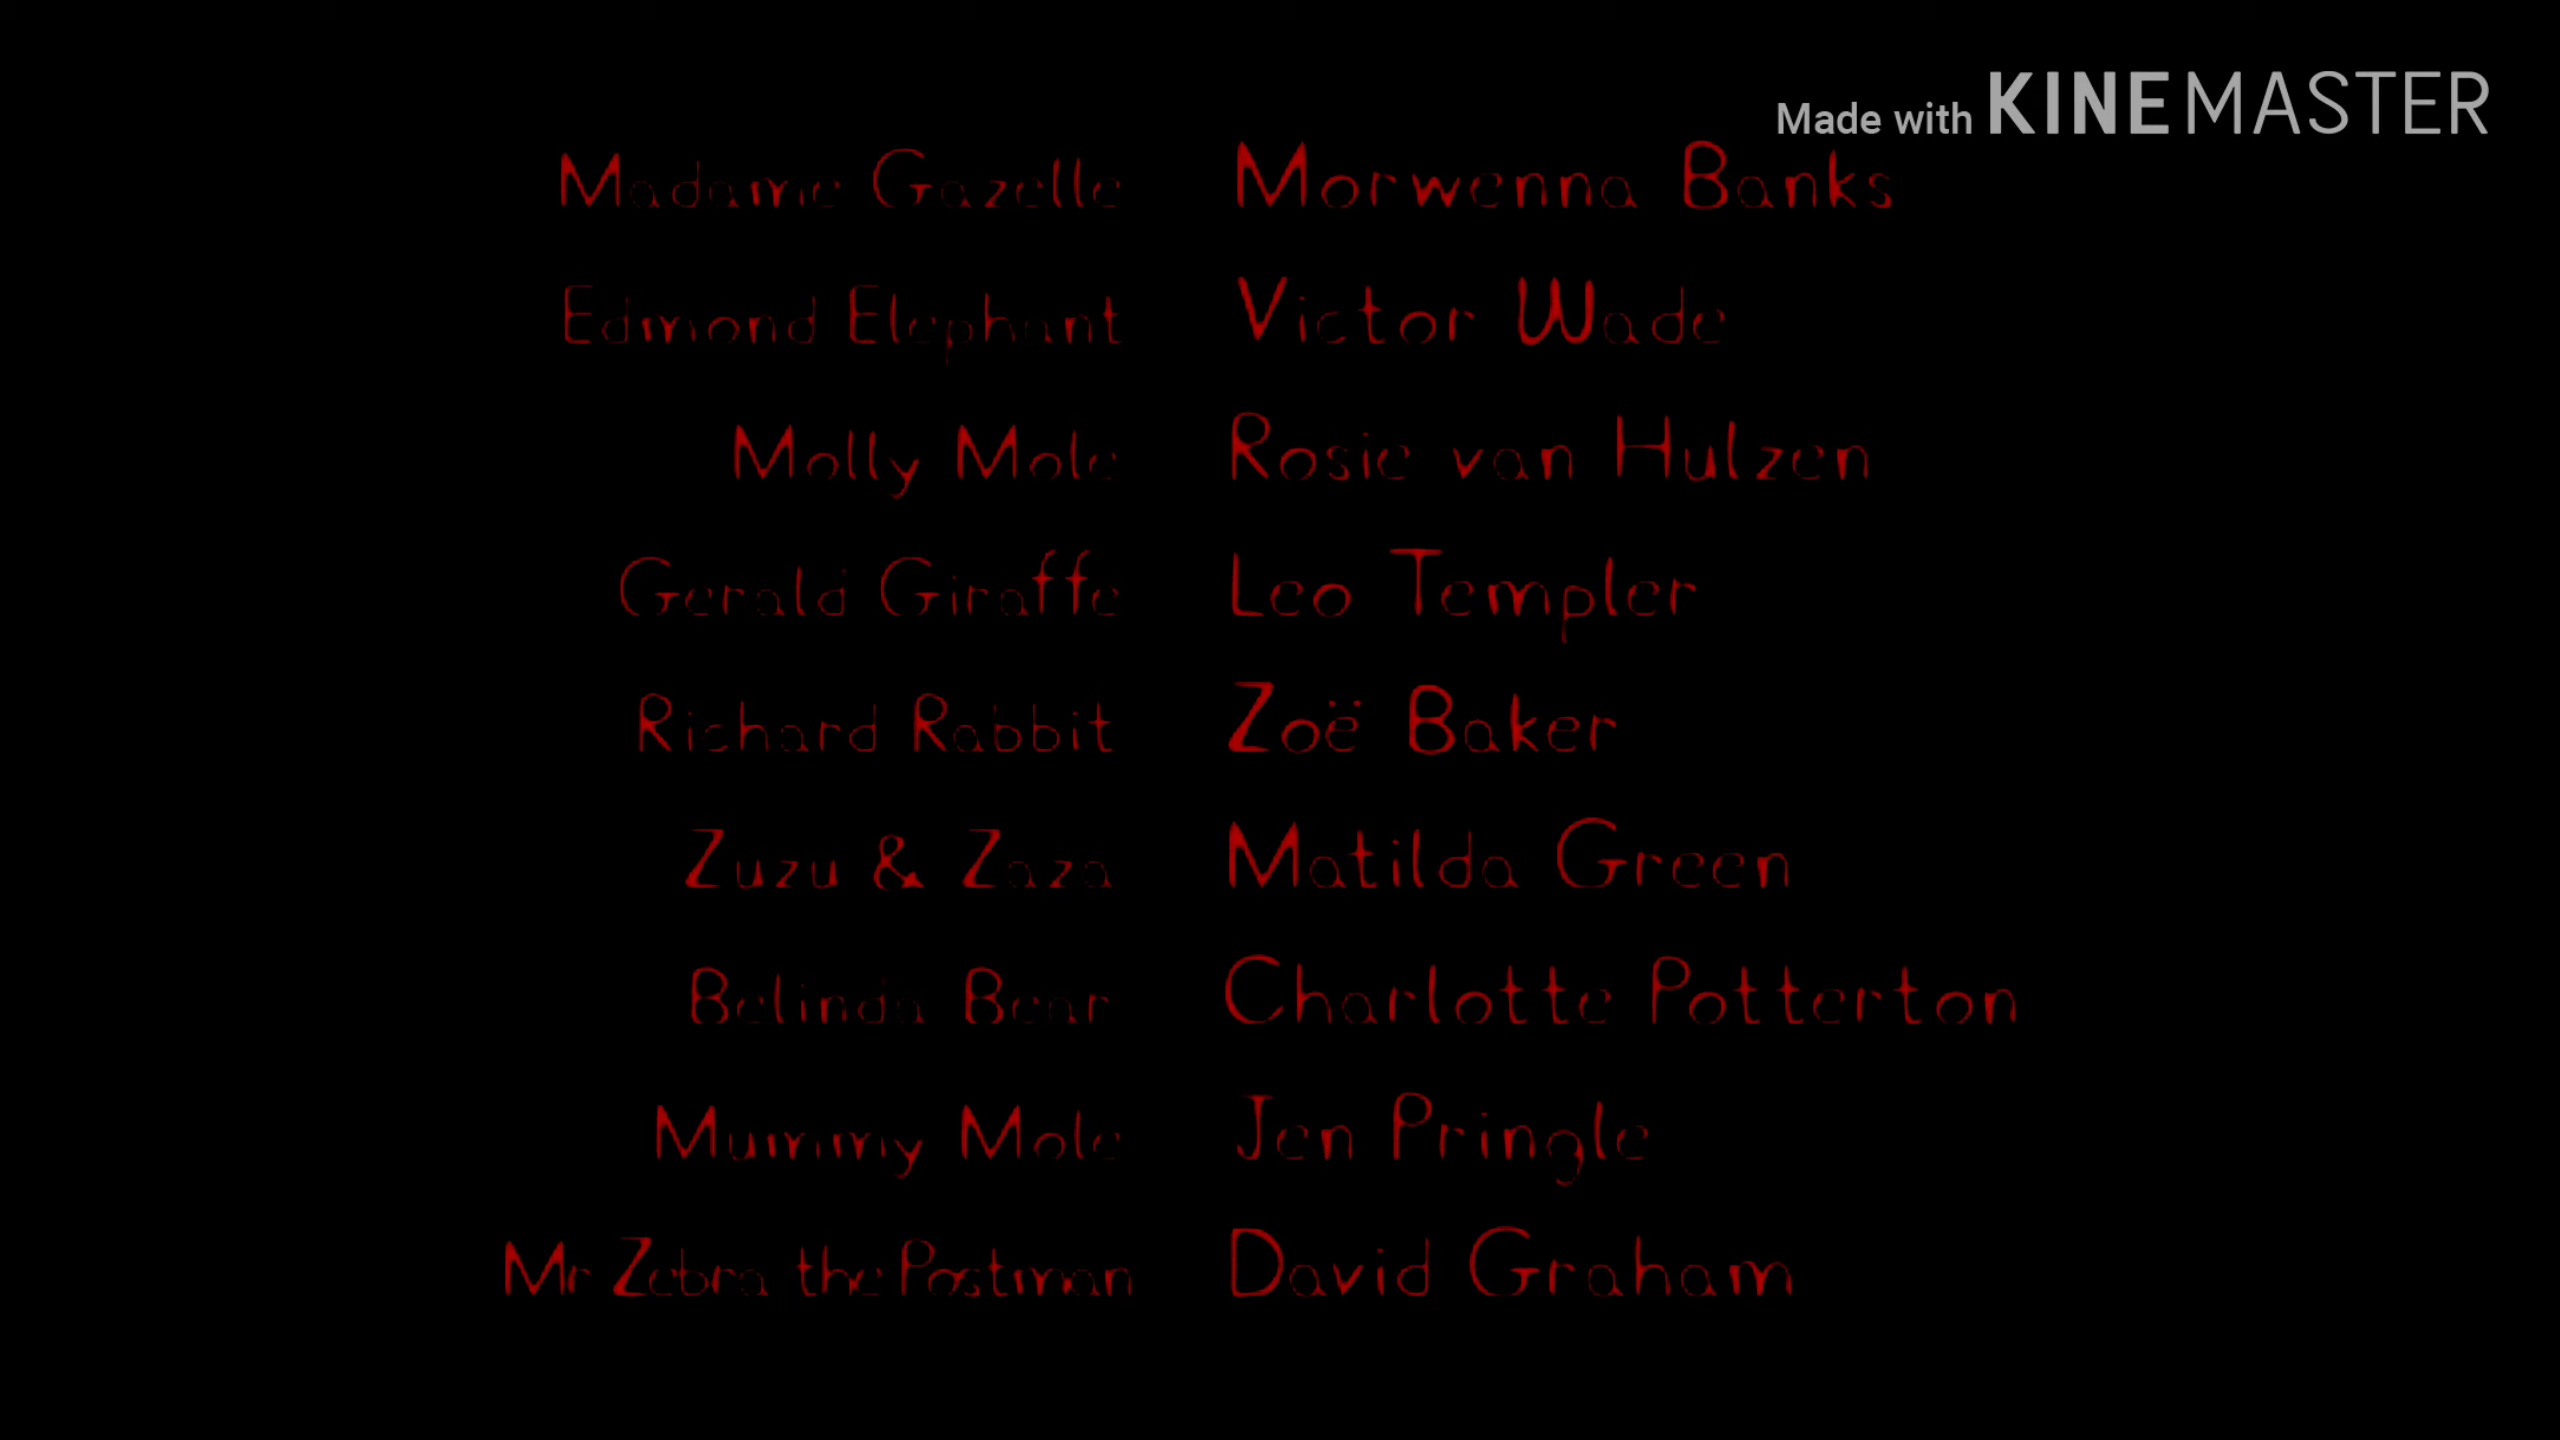 Made with KINEMASTER
Madame Gazelle Morwenna Banks
Edmond Elephant Victor Wade
Molly Mole Rosie van Hulzen
Gerald Giraffe Leo Templer
Richard Rabbit Zoë Baker
Zuzu & Zaza Matilda Green
Belinda Bear Charlotte Potterton
Mummy Mole Jen Pringle
Mr Zebra the Postman David Graham